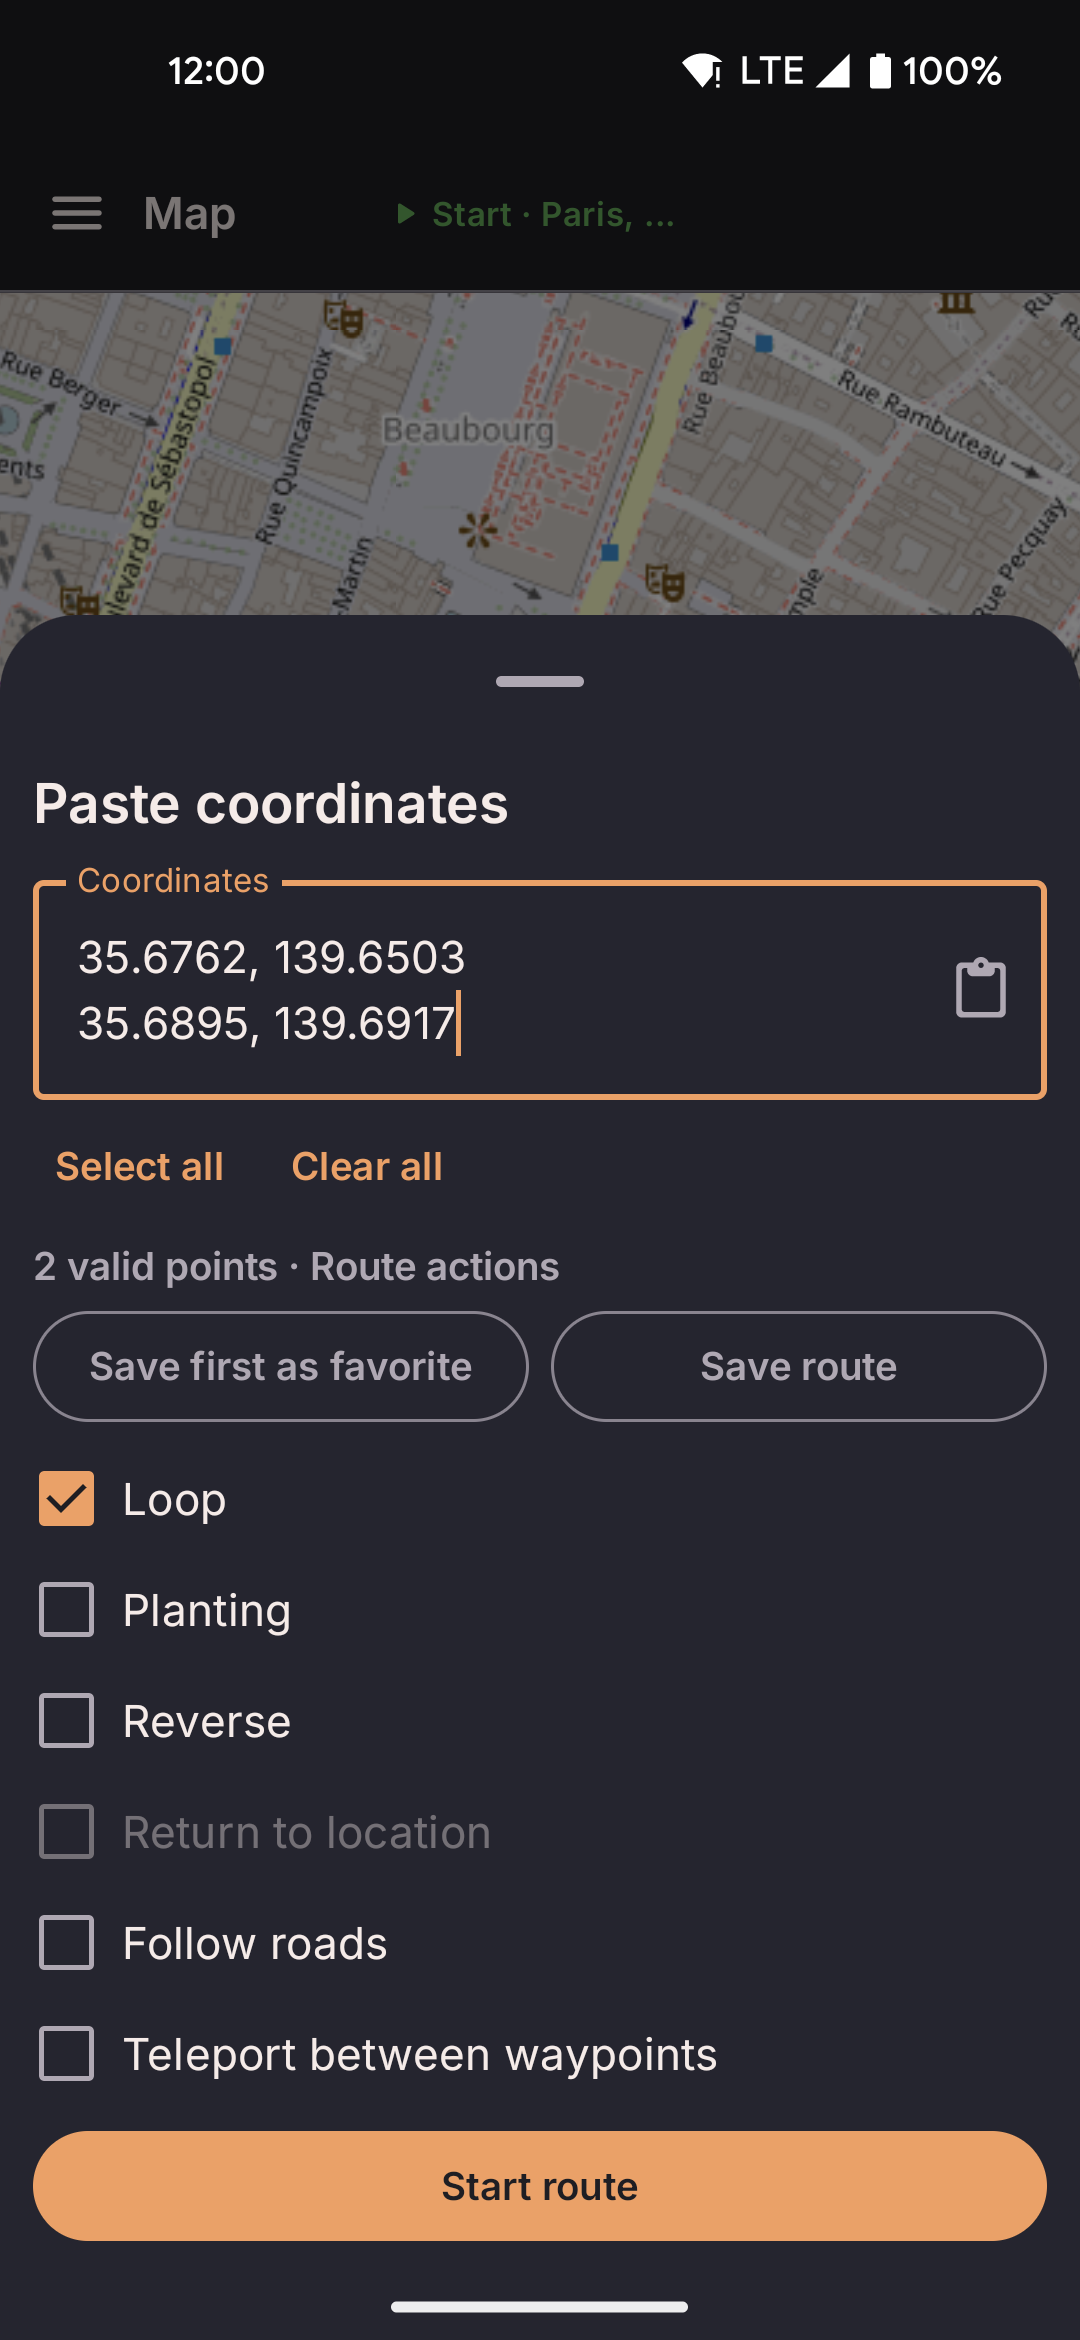 12:00
LTE
100%
Map
Start · Paris, ...
Rue Berger
Rue Quincampoix
Beaubourg
Rue Rambuteau
Rue Pecquay
Paste coordinates
Coordinates
35.6762, 139.6503
35.6895, 139.6917
Select all
Clear all
2 valid points · Route actions
Save first as favorite
Save route
Loop
Planting
Reverse
Return to location
Follow roads
Teleport between waypoints
Start route